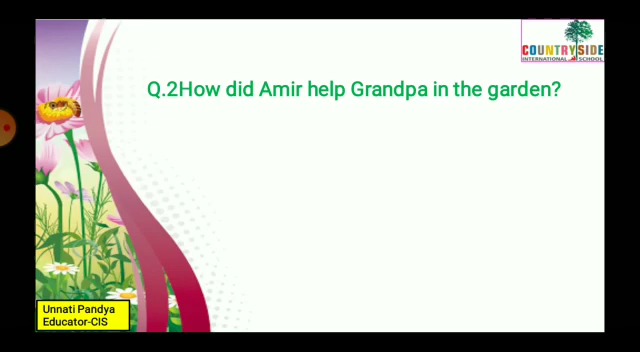 COUNTRYSIDE
INTERNATIONAL SCHOOL
Q.2How did Amir help Grandpa in the garden?
Unnati Pandya
Educator-CIS